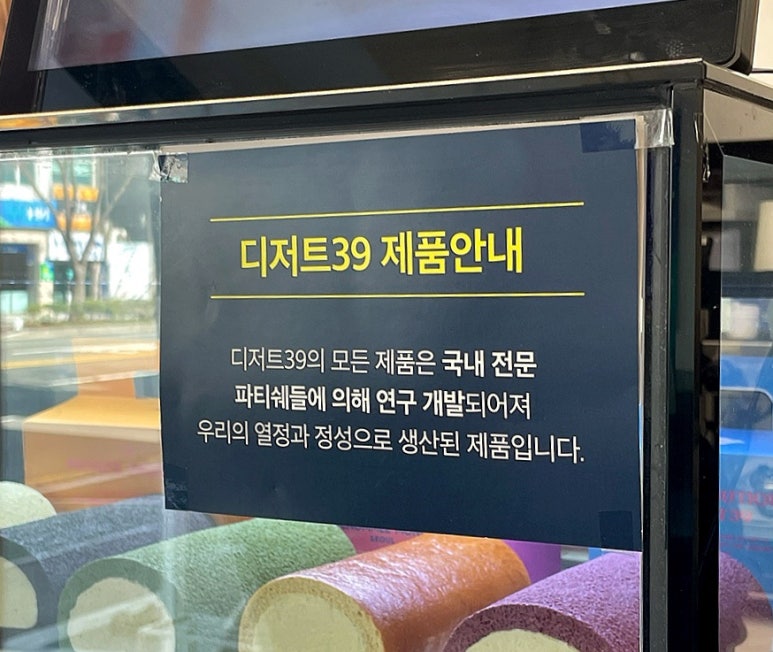 디저트39 제품안내
디저트39의 모든 제품은 국내 전문
파티쉐들에 의해 연구 개발되어져
우리의 열정과 정성으로 생산된 제품입니다.
SEOUL